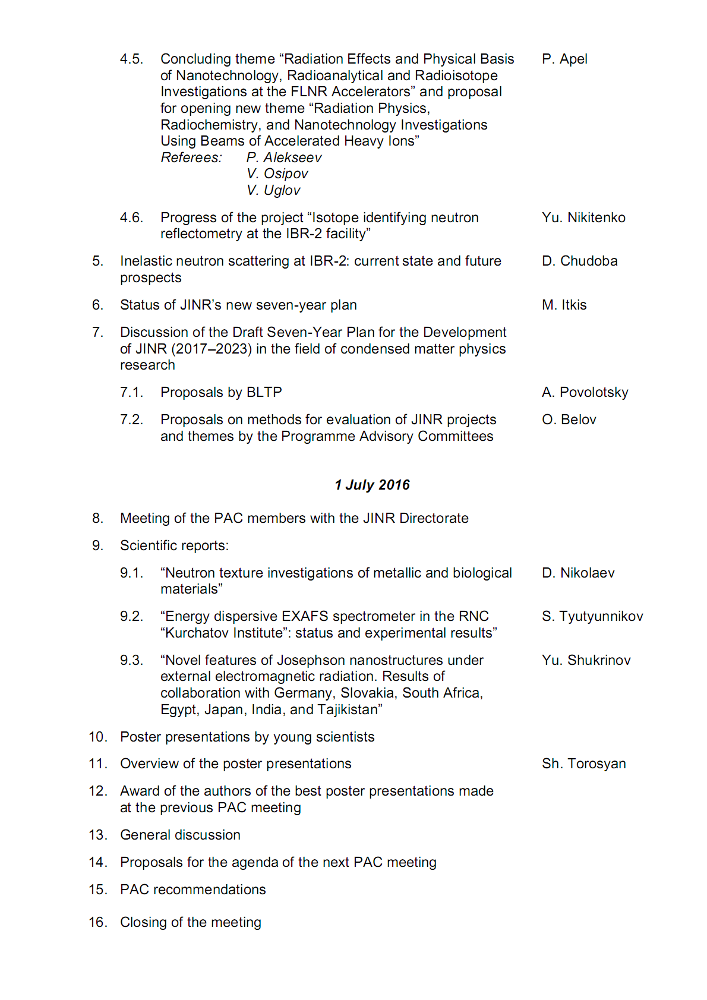 4.5. Concluding theme “Radiation Effects and Physical Basis P. Apel
of Nanotechnology, Radioanalytical and Radioisotope
Investigations at the FLNR Accelerators” and proposal
for opening new theme “Radiation Physics,
Radiochemistry, and Nanotechnology Investigations
Using Beams of Accelerated Heavy Ions”
Referees: P. Alekseev
V. Osipov
V. Uglov
4.6. Progress of the project “Isotope identifying neutron Yu. Nikitenko
reflectometry at the IBR-2 facility”
5. Inelastic neutron scattering at IBR-2: current state and future D. Chudoba
prospects
6. Status of JINR’s new seven-year plan M. Itkis
7. Discussion of the Draft Seven-Year Plan for the Development
of JINR (2017–2023) in the field of condensed matter physics
research
7.1. Proposals by BLTP A. Povolotsky
7.2. Proposals on methods for evaluation of JINR projects O. Belov
and themes by the Programme Advisory Committees
1 July 2016
8. Meeting of the PAC members with the JINR Directorate
9. Scientific reports:
9.1. “Neutron texture investigations of metallic and biological D. Nikolaev
materials”
9.2. “Energy dispersive EXAFS spectrometer in the RNC S. Tyutyunnikov
“Kurchatov Institute”: status and experimental results”
9.3. “Novel features of Josephson nanostructures under Yu. Shukrinov
external electromagnetic radiation. Results of
collaboration with Germany, Slovakia, South Africa,
Egypt, Japan, India, and Tajikistan”
10. Poster presentations by young scientists
11. Overview of the poster presentations Sh. Torosyan
12. Award of the authors of the best poster presentations made
at the previous PAC meeting
13. General discussion
14. Proposals for the agenda of the next PAC meeting
15. PAC recommendations
16. Closing of the meeting